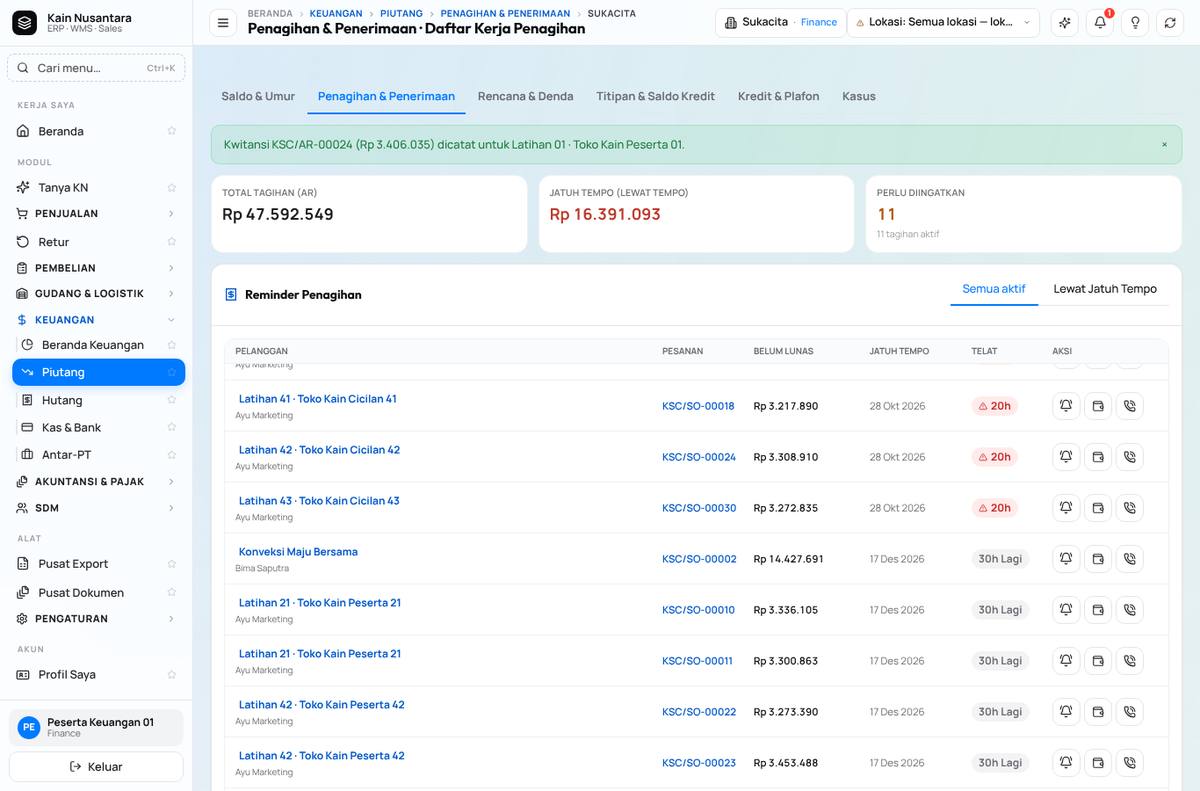 Kain Nusantara
ERP · WMS · Sales
BERANDA › KEUANGAN › PIUTANG › PENAGIHAN & PENERIMAAN › SUKACITA
Penagihan & Penerimaan · Daftar Kerja Penagihan
Sukacita · Finance
Lokasi: Semua lokasi — lok...
1
Cari menu...
Ctrl+K
KERJA SAYA
Beranda
MODUL
Tanya KN
PENJUALAN
Retur
PEMBELIAN
GUDANG & LOGISTIK
KEUANGAN
Beranda Keuangan
Piutang
Hutang
Kas & Bank
Antar-PT
AKUNTANSI & PAJAK
SDM
ALAT
Pusat Export
Pusat Dokumen
PENGATURAN
AKUN
Profil Saya
PE
Peserta Keuangan 01
Finance
Keluar
Saldo & Umur
Penagihan & Penerimaan
Rencana & Denda
Titipan & Saldo Kredit
Kredit & Plafon
Kasus
Kwitansi KSC/AR-00024 (Rp 3.406.035) dicatat untuk Latihan 01 · Toko Kain Peserta 01.
×
TOTAL TAGIHAN (AR)
Rp 47.592.549
JATUH TEMPO (LEWAT TEMPO)
Rp 16.391.093
PERLU DIINGATKAN
11
11 tagihan aktif
Reminder Penagihan
Semua aktif
Lewat Jatuh Tempo
PELANGGAN PESANAN BELUM LUNAS JATUH TEMPO TELAT AKSI
Ayu Marketing
Latihan 41 · Toko Kain Cicilan 41 KSC/SO-00018 Rp 3.217.890 28 Okt 2026 20h
Ayu Marketing
Latihan 42 · Toko Kain Cicilan 42 KSC/SO-00024 Rp 3.308.910 28 Okt 2026 20h
Ayu Marketing
Latihan 43 · Toko Kain Cicilan 43 KSC/SO-00030 Rp 3.272.835 28 Okt 2026 20h
Ayu Marketing
Konveksi Maju Bersama KSC/SO-00002 Rp 14.427.691 17 Des 2026 30h Lagi
Bima Saputra
Latihan 21 · Toko Kain Peserta 21 KSC/SO-00010 Rp 3.336.105 17 Des 2026 30h Lagi
Ayu Marketing
Latihan 21 · Toko Kain Peserta 21 KSC/SO-00011 Rp 3.300.863 17 Des 2026 30h Lagi
Ayu Marketing
Latihan 42 · Toko Kain Peserta 42 KSC/SO-00022 Rp 3.273.390 17 Des 2026 30h Lagi
Ayu Marketing
Latihan 42 · Toko Kain Peserta 42 KSC/SO-00023 Rp 3.453.488 17 Des 2026 30h Lagi
Ayu Marketing